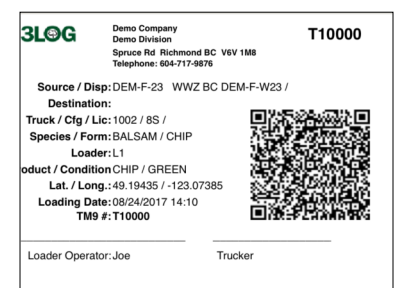 3LOG
Demo Company
Demo Division
T10000
Spruce Rd Richmond BC V6V 1M8
Telephone: 604-717-9876
Source / Disp: DEM-F-23 WWZ BC DEM-F-W23 /
Destination:
Truck / Cfg / Lic: 1002 / 8S /
Species / Form: BALSAM / CHIP
Loader: L1
oduct / Condition CHIP / GREEN
Lat. / Long.: 49.19435 / -123.07385
Loading Date: 08/24/2017 14:10
TM9 #: T10000
Loader Operator: Joe Trucker